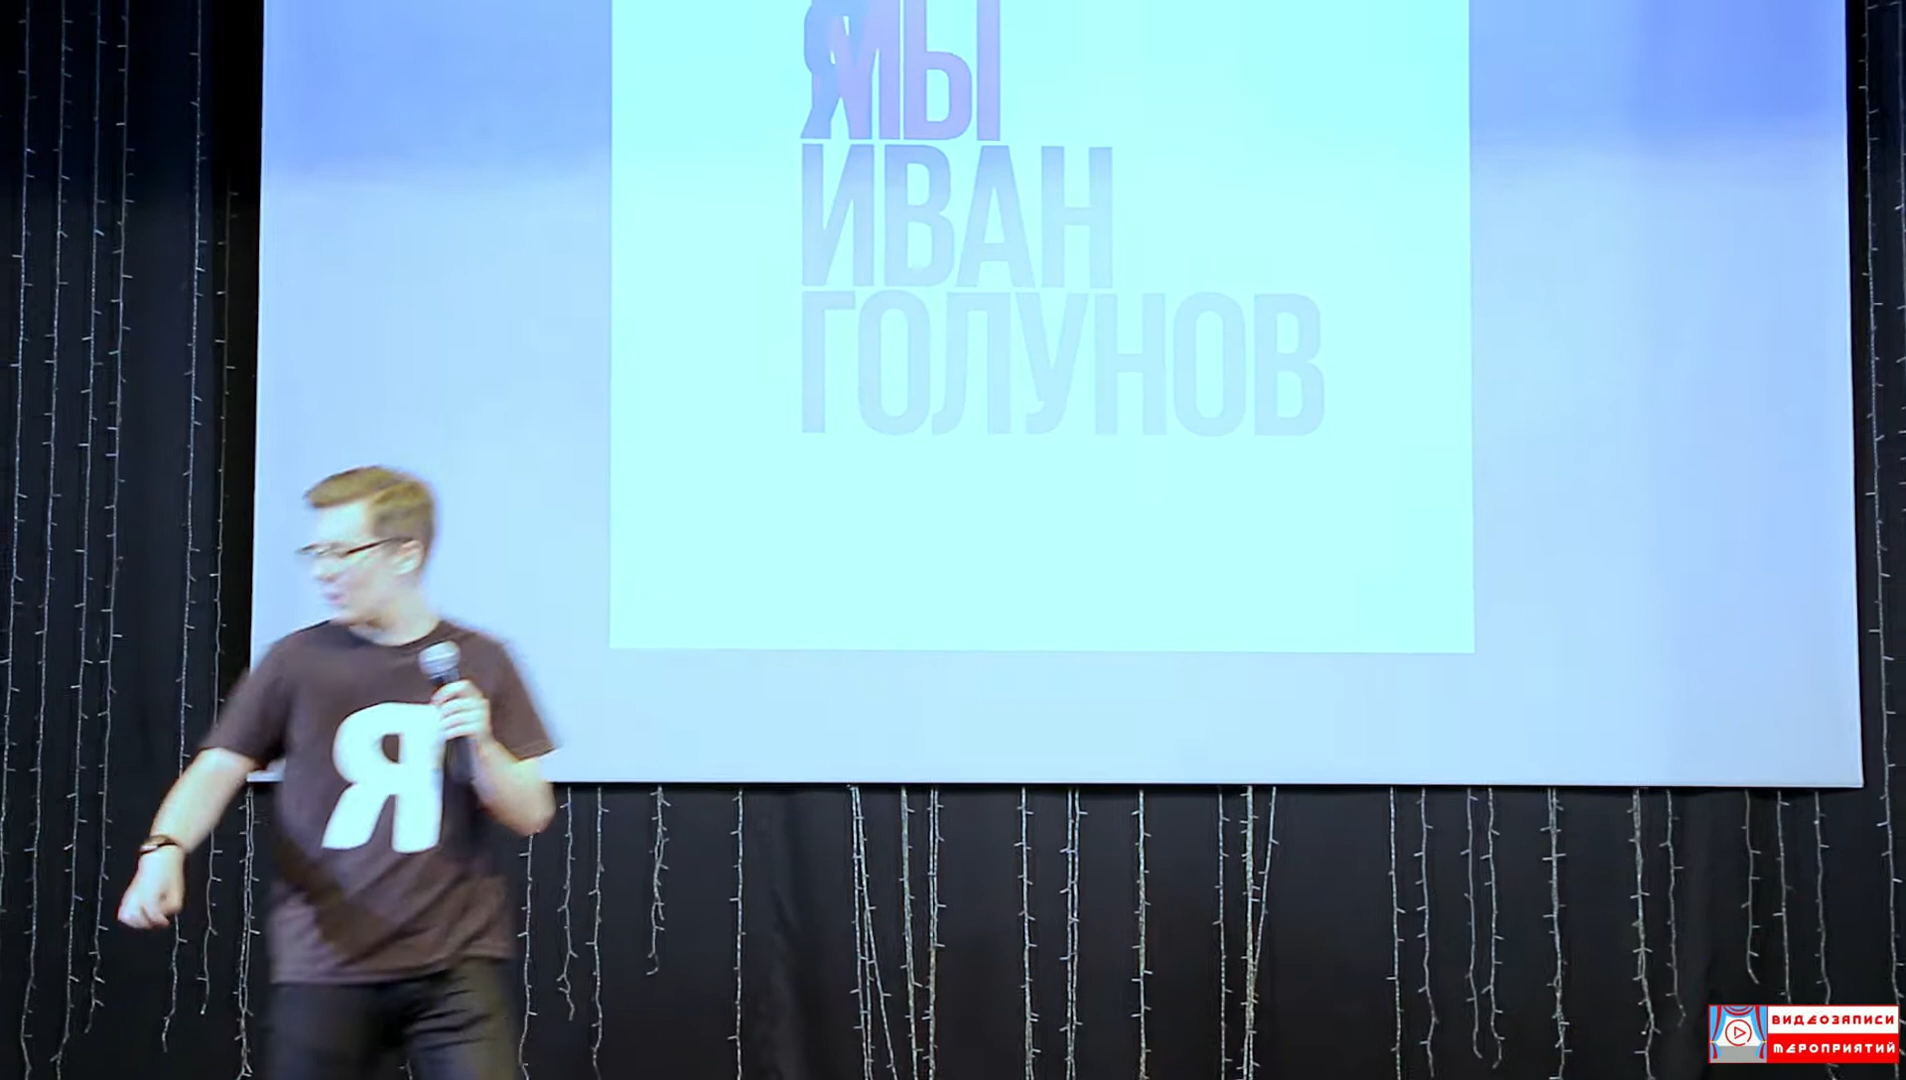 ЯМЫ
ИВАН
ГОЛУНОВ
Я
ВИДЕОЗАПИСИ
МЕРОПРИЯТИЙ